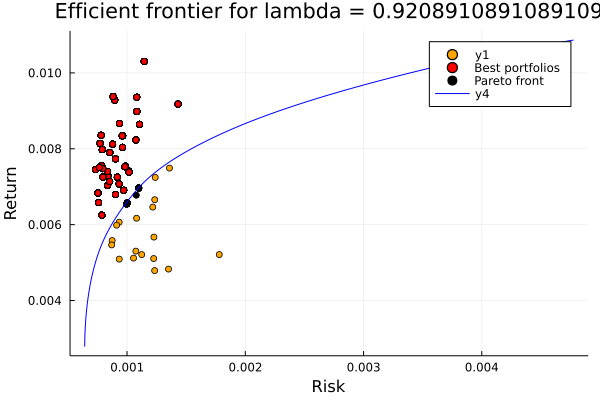 Efficient frontier for lambda = 0.9208910891089109
y1
Best portfolios
Pareto front
y4
Return
0.010
0.008
0.006
0.004
0.001
0.002
0.003
0.004
Risk